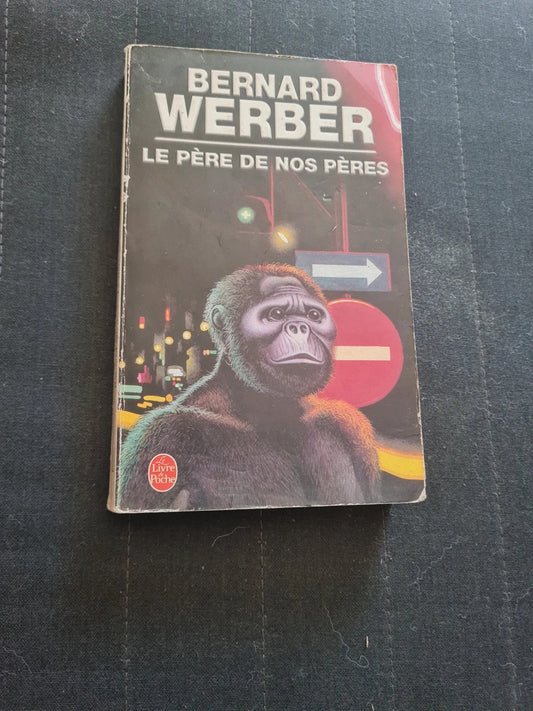 BERNARD
WERBER
LE PÈRE DE NOS PÈRES
Le
Livre
de
Poche